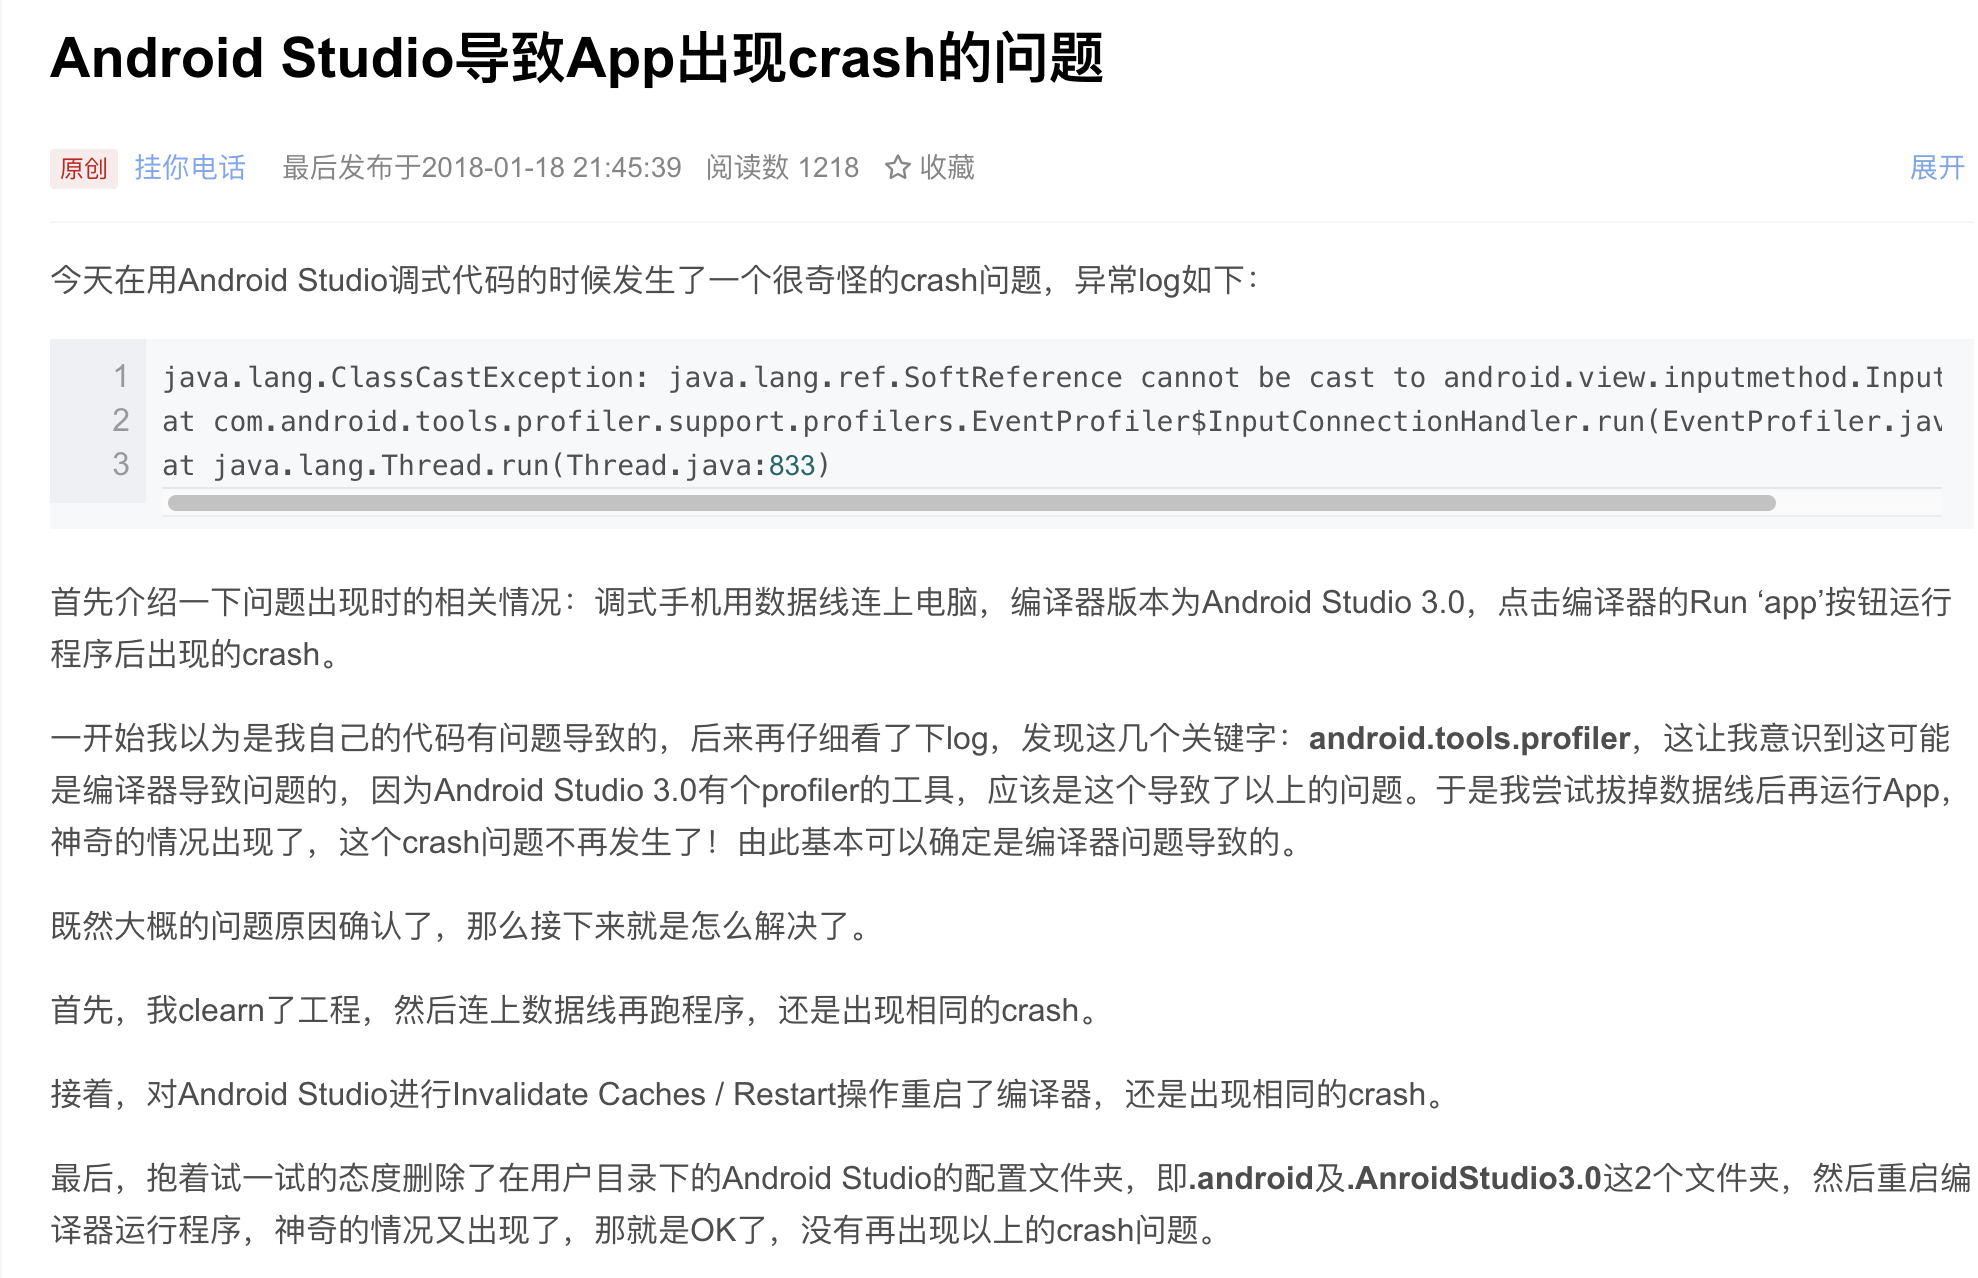 Android Studio导致App出现crash的问题
原创 挂你电话 最后发布于2018-01-18 21:45:39 阅读数 1218 ☆ 收藏 展开
今天在用Android Studio调式代码的时候发生了一个很奇怪的crash问题，异常log如下：
1 java.lang.ClassCastException: java.lang.ref.SoftReference cannot be cast to android.view.inputmethod.Input
2 at com.android.tools.profiler.support.profilers.EventProfiler$InputConnectionHandler.run(EventProfiler.jav
3 at java.lang.Thread.run(Thread.java:833)
首先介绍一下问题出现时的相关情况：调式手机用数据线连上电脑，编译器版本为Android Studio 3.0，点击编译器的Run ‘app’按钮运行
程序后出现的crash。
一开始我以为是我自己的代码有问题导致的，后来再仔细看了下log，发现这几个关键字：android.tools.profiler，这让我意识到这可能
是编译器导致问题的，因为Android Studio 3.0有个profiler的工具，应该是这个导致了以上的问题。于是我尝试拔掉数据线后再运行App，
神奇的情况出现了，这个crash问题不再发生了！由此基本可以确定是编译器问题导致的。
既然大概的问题原因确认了，那么接下来就是怎么解决了。
首先，我clearn了工程，然后连上数据线再跑程序，还是出现相同的crash。
接着，对Android Studio进行Invalidate Caches / Restart操作重启了编译器，还是出现相同的crash。
最后，抱着试一试的态度删除了在用户目录下的Android Studio的配置文件夹，即.android及.AnroidStudio3.0这2个文件夹，然后重启编
译器运行程序，神奇的情况又出现了，那就是OK了，没有再出现以上的crash问题。